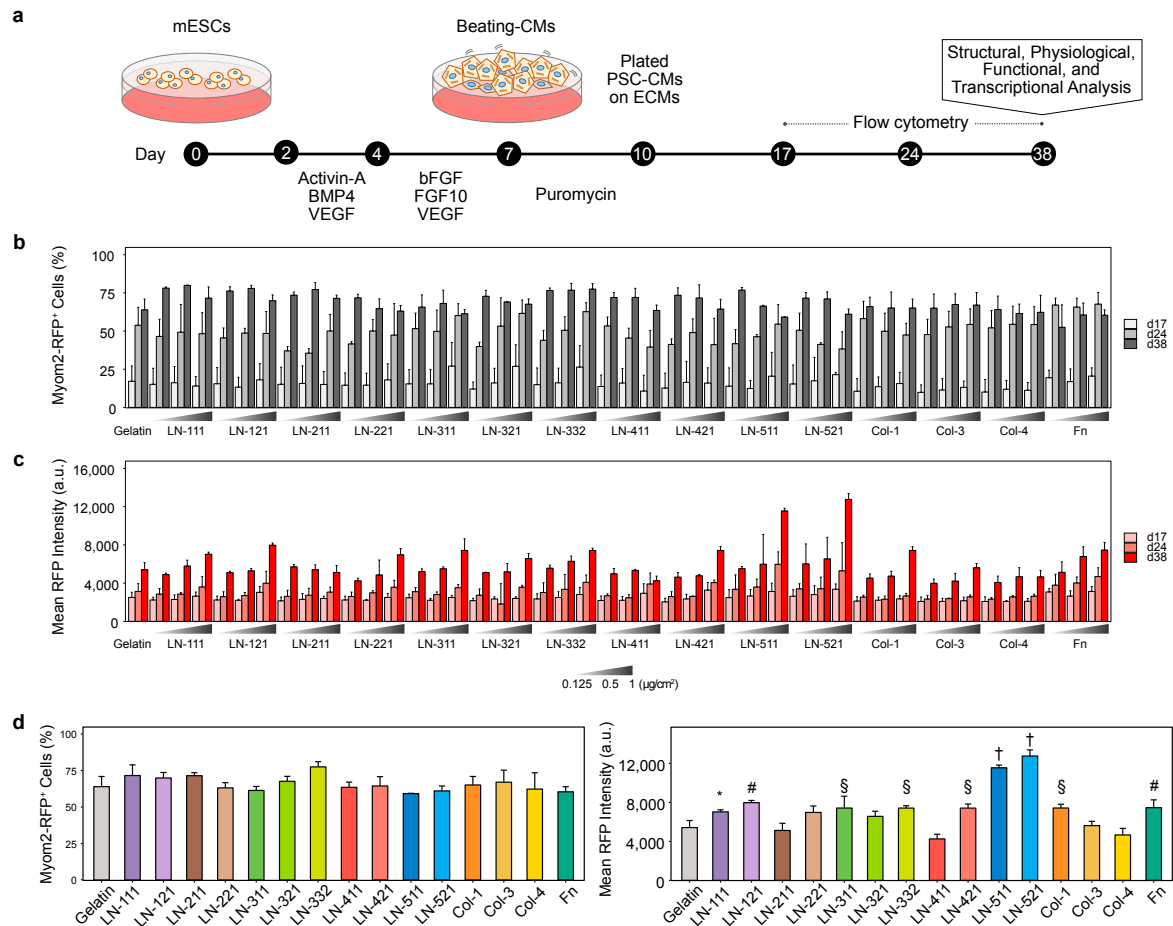 a
mESCs
Beating-CMs
Plated
PSC-CMs
on ECMs
Structural, Physiological,
Functional, and
Transcriptional Analysis
Flow cytometry
Day 0 2 4 7 10 17 24 38
Activin-A
BMP4
VEGF
bFGF
FGF10
VEGF
Puromycin
b
Myom2-RFP⁺ Cells (%)
100
75
50
25
0
d17
d24
d38
Gelatin LN-111 LN-121 LN-211 LN-221 LN-311 LN-321 LN-332 LN-411 LN-421 LN-511 LN-521 Col-1 Col-3 Col-4 Fn
c
Mean RFP Intensity (a.u.)
16,000
12,000
8,000
4,000
0
d17
d24
d38
Gelatin LN-111 LN-121 LN-211 LN-221 LN-311 LN-321 LN-332 LN-411 LN-421 LN-511 LN-521 Col-1 Col-3 Col-4 Fn
0.125 0.5 1 (μg/cm²)
d
Myom2-RFP⁺ Cells (%)
100
75
50
25
0
Gelatin LN-111 LN-121 LN-211 LN-221 LN-311 LN-321 LN-332 LN-411 LN-421 LN-511 LN-521 Col-1 Col-3 Col-4 Fn
Mean RFP Intensity (a.u.)
12,000
8,000
4,000
0
* # § § § † † § #
Gelatin LN-111 LN-121 LN-211 LN-221 LN-311 LN-321 LN-332 LN-411 LN-421 LN-511 LN-521 Col-1 Col-3 Col-4 Fn